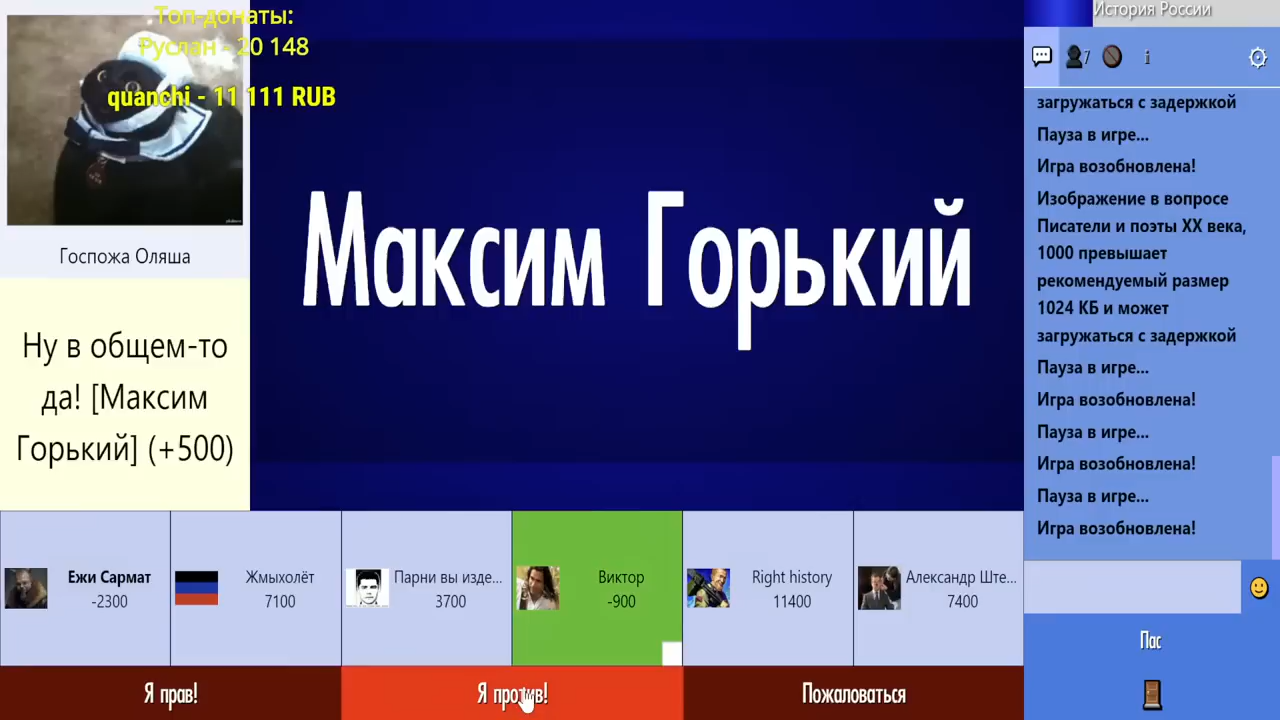 Топ-донаты:
Руслан - 20 148
quanchi - 11 111 RUB
Госпожа Оляша
Ну в общем-то
да! [Максим
Горький] (+500)
Максим Горький
История России
7
i
загружаться с задержкой
Пауза в игре...
Игра возобновлена!
Изображение в вопросе
Писатели и поэты XX века,
1000 превышает
рекомендуемый размер
1024 КБ и может
загружаться с задержкой
Пауза в игре...
Игра возобновлена!
Пауза в игре...
Игра возобновлена!
Пауза в игре...
Игра возобновлена!
Ежи Сармат
-2300
Жмыхолёт
7100
Парни вы изде...
3700
Виктор
-900
Right history
11400
Александр Ште...
7400
Я прав!
Я против!
Пожаловаться
Пас